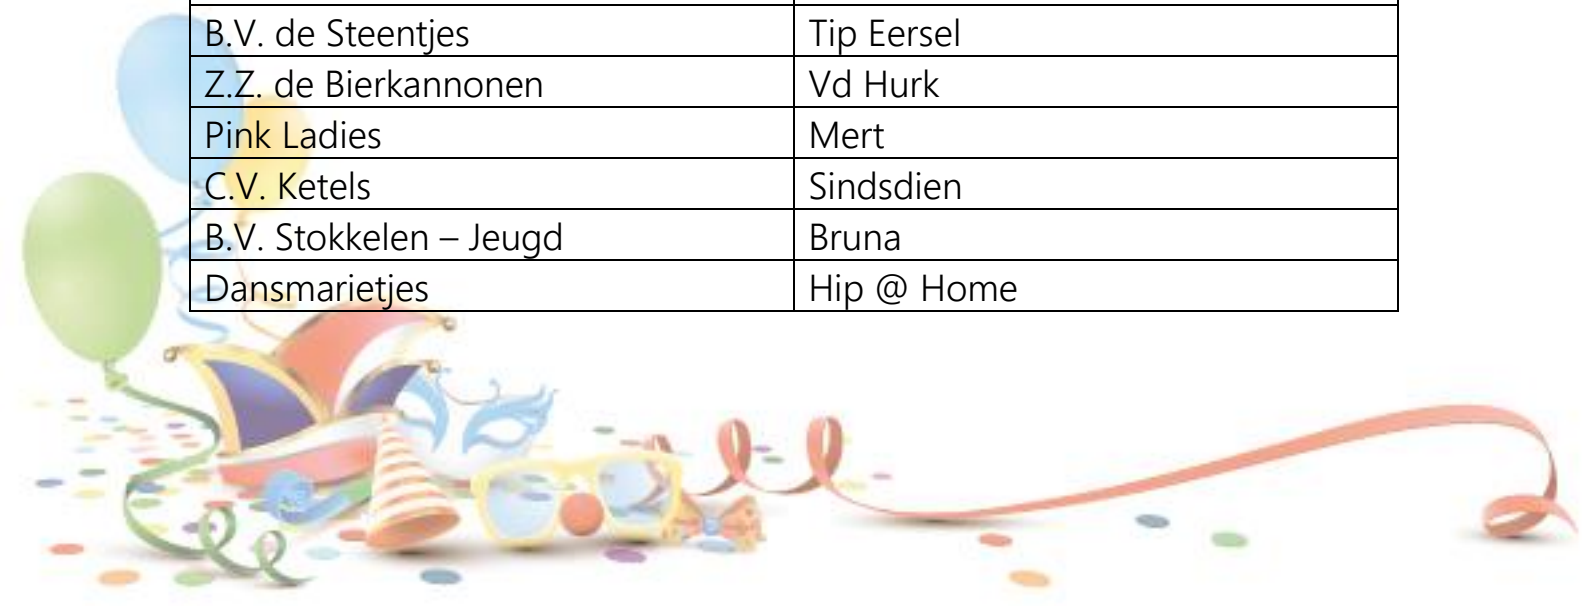 B.V. de Steentjes Tip Eersel
Z.Z. de Bierkannonen Vd Hurk
Pink Ladies Mert
C.V. Ketels Sindsdien
B.V. Stokkelen – Jeugd Bruna
Dansmarietjes Hip @ Home